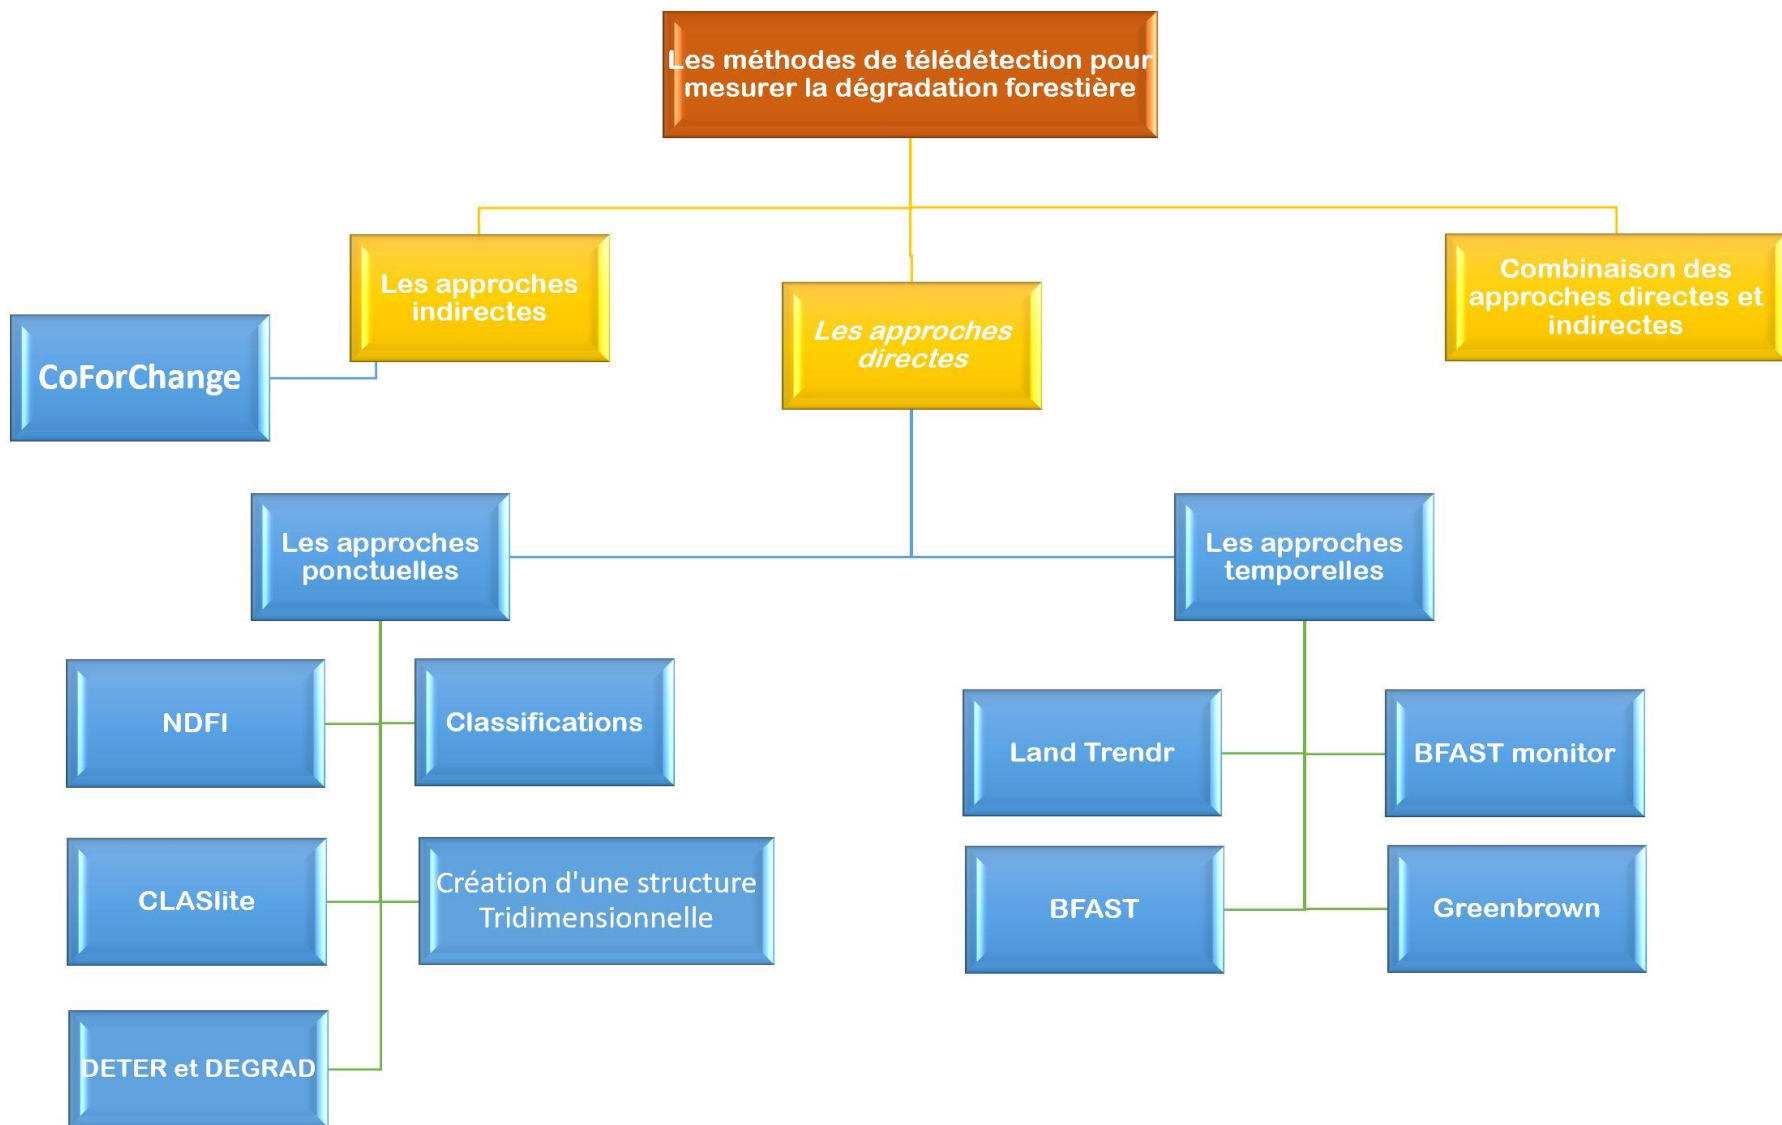 Les méthodes de télédétection pour
mesurer la dégradation forestière
Les approches
indirectes
Les approches
directes
Combinaison des
approches directes et
indirectes
CoForChange
Les approches
ponctuelles
Les approches
temporelles
NDFI
Classifications
CLASlite
Création d'une structure
Tridimensionnelle
DETER et DEGRAD
Land Trendr
BFAST monitor
BFAST
Greenbrown